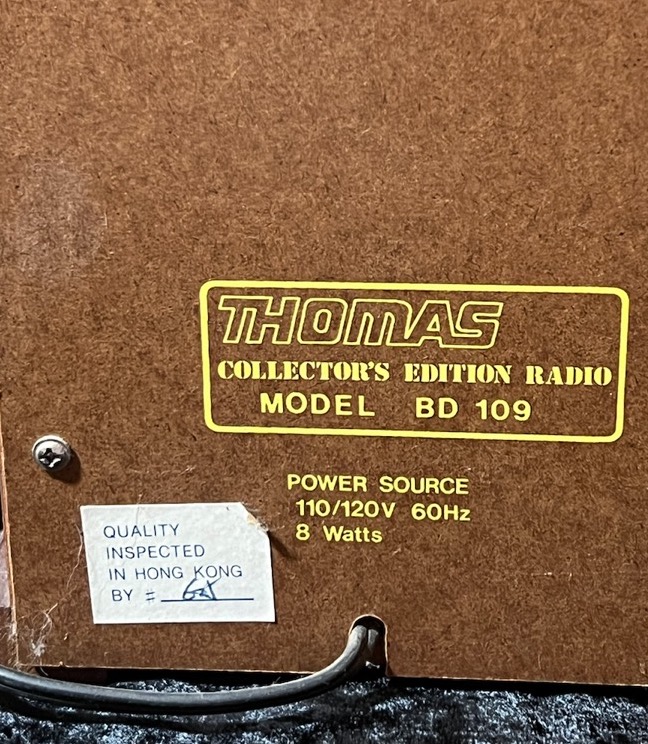 THOMAS
COLLECTOR'S EDITION RADIO
MODEL BD 109
POWER SOURCE
110/120V 60Hz
8 Watts
QUALITY
INSPECTED
IN HONG KONG
BY #